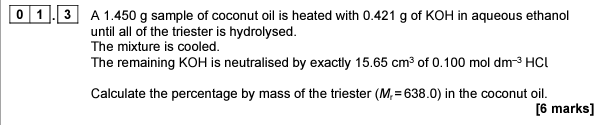 0 1 . 3 A 1.450 g sample of coconut oil is heated with 0.421 g of KOH in aqueous ethanol
until all of the triester is hydrolysed.
The mixture is cooled.
The remaining KOH is neutralised by exactly 15.65 cm³ of 0.100 mol dm⁻³ HCl
Calculate the percentage by mass of the triester (Mᵣ = 638.0) in the coconut oil.
[6 marks]